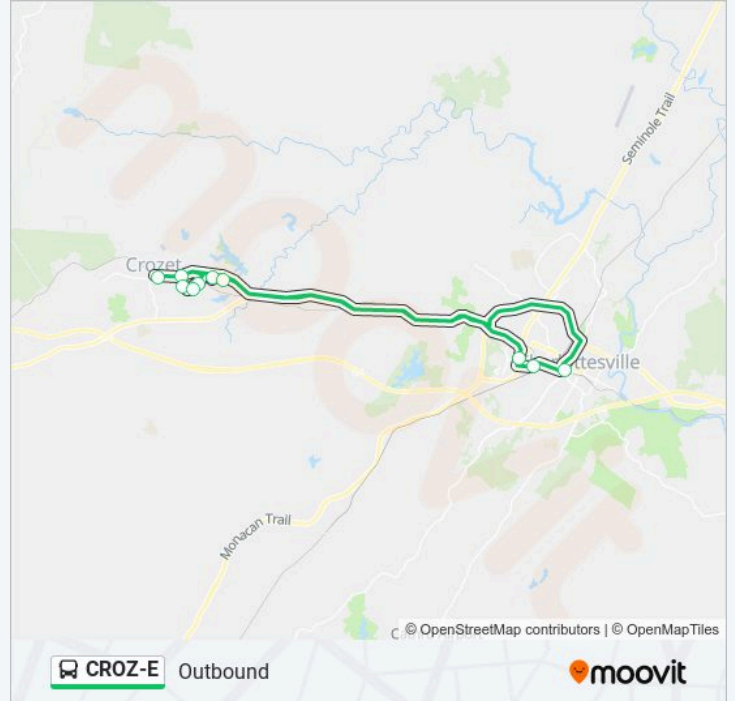 Seminole Trail
Crozet
ttesville
Monacan Trail
© OpenStreetMap contributors | © OpenMapTiles
CROZ-E Outbound
moovit